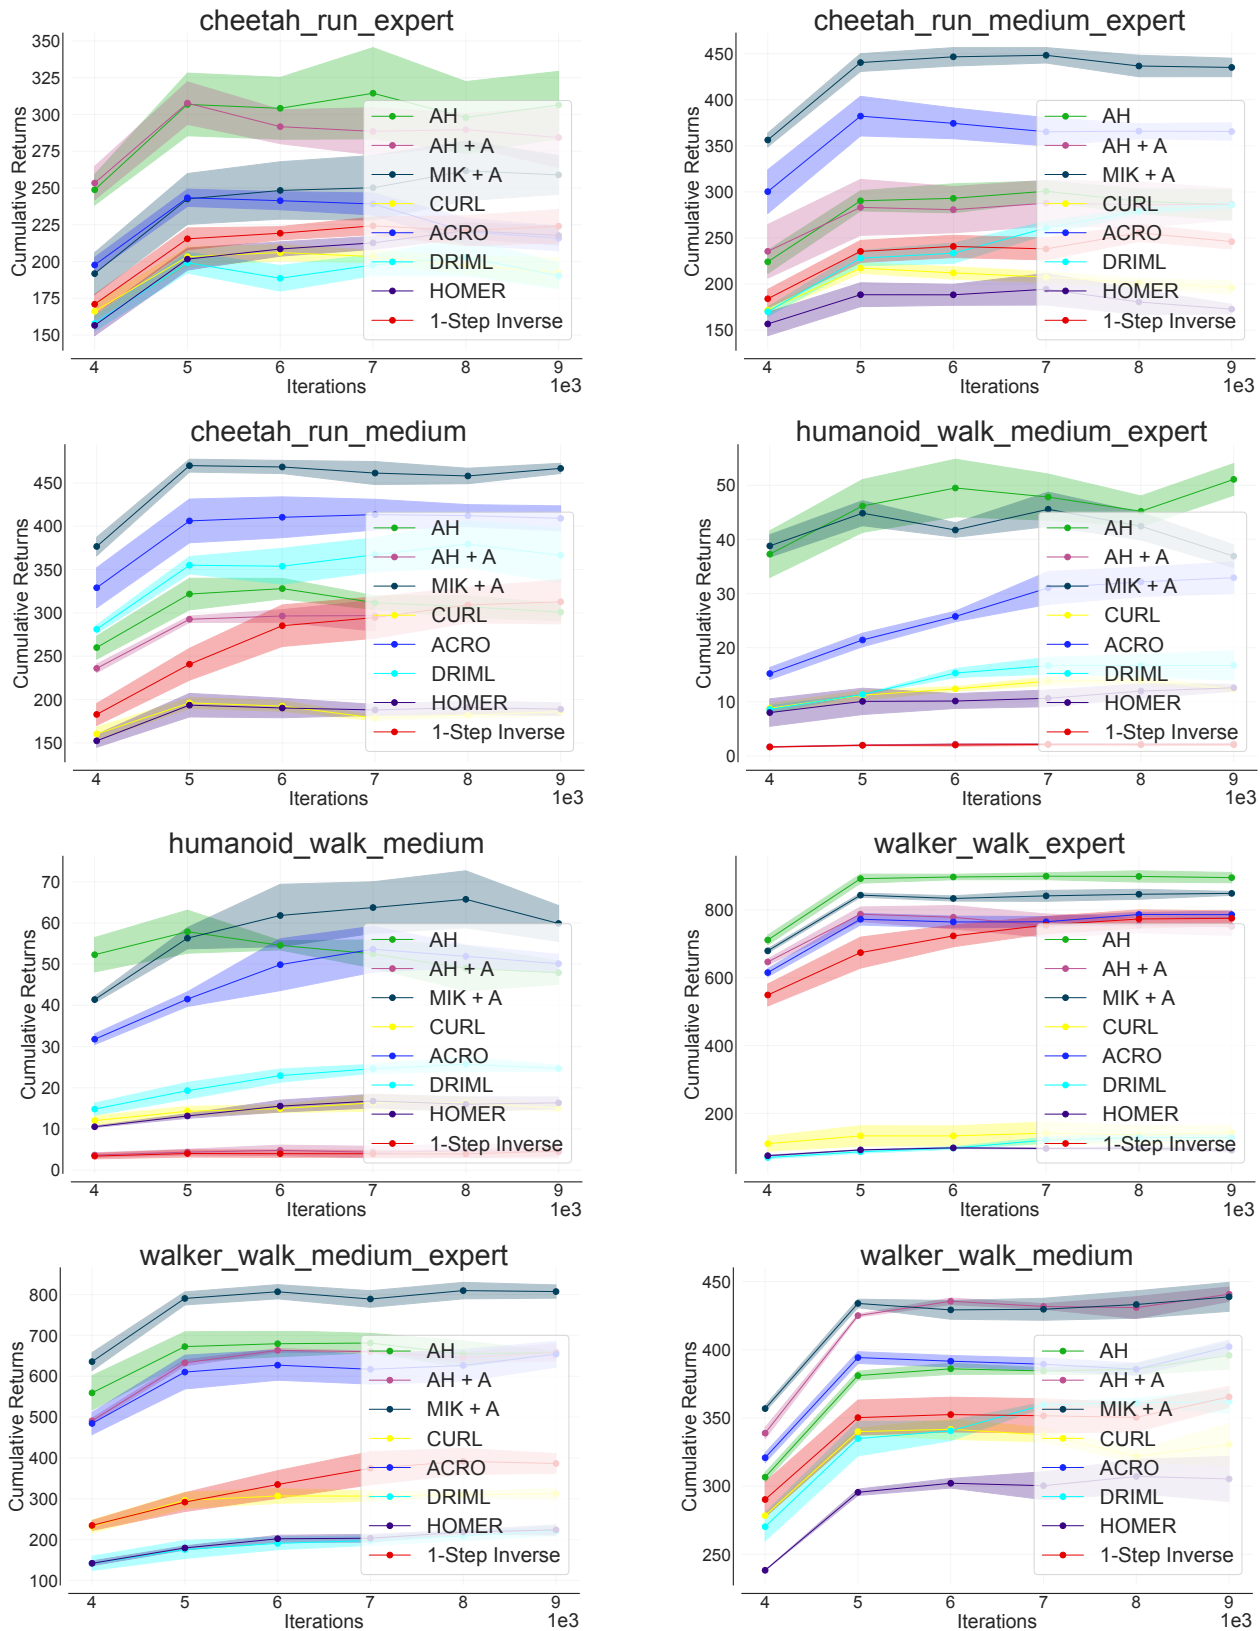 cheetah_run_expert
Cumulative Returns
350
325
300
275
250
225
200
175
150
AH
AH + A
MIK + A
CURL
ACRO
DRIML
HOMER
1-Step Inverse
4 5 6 7 8 9
Iterations
1e3
cheetah_run_medium_expert
Cumulative Returns
450
400
350
300
250
200
150
AH
AH + A
MIK + A
CURL
ACRO
DRIML
HOMER
1-Step Inverse
4 5 6 7 8 9
Iterations
1e3
cheetah_run_medium
Cumulative Returns
450
400
350
300
250
200
150
AH
AH + A
MIK + A
CURL
ACRO
DRIML
HOMER
1-Step Inverse
4 5 6 7 8 9
Iterations
1e3
humanoid_walk_medium_expert
Cumulative Returns
50
40
30
20
10
0
AH
AH + A
MIK + A
CURL
ACRO
DRIML
HOMER
1-Step Inverse
4 5 6 7 8 9
Iterations
1e3
humanoid_walk_medium
Cumulative Returns
70
60
50
40
30
20
10
0
AH
AH + A
MIK + A
CURL
ACRO
DRIML
HOMER
1-Step Inverse
4 5 6 7 8 9
Iterations
1e3
walker_walk_expert
Cumulative Returns
800
600
400
200
AH
AH + A
MIK + A
CURL
ACRO
DRIML
HOMER
1-Step Inverse
4 5 6 7 8 9
Iterations
1e3
walker_walk_medium_expert
Cumulative Returns
800
700
600
500
400
300
200
100
AH
AH + A
MIK + A
CURL
ACRO
DRIML
HOMER
1-Step Inverse
4 5 6 7 8 9
Iterations
1e3
walker_walk_medium
Cumulative Returns
450
400
350
300
250
AH
AH + A
MIK + A
CURL
ACRO
DRIML
HOMER
1-Step Inverse
4 5 6 7 8 9
Iterations
1e3